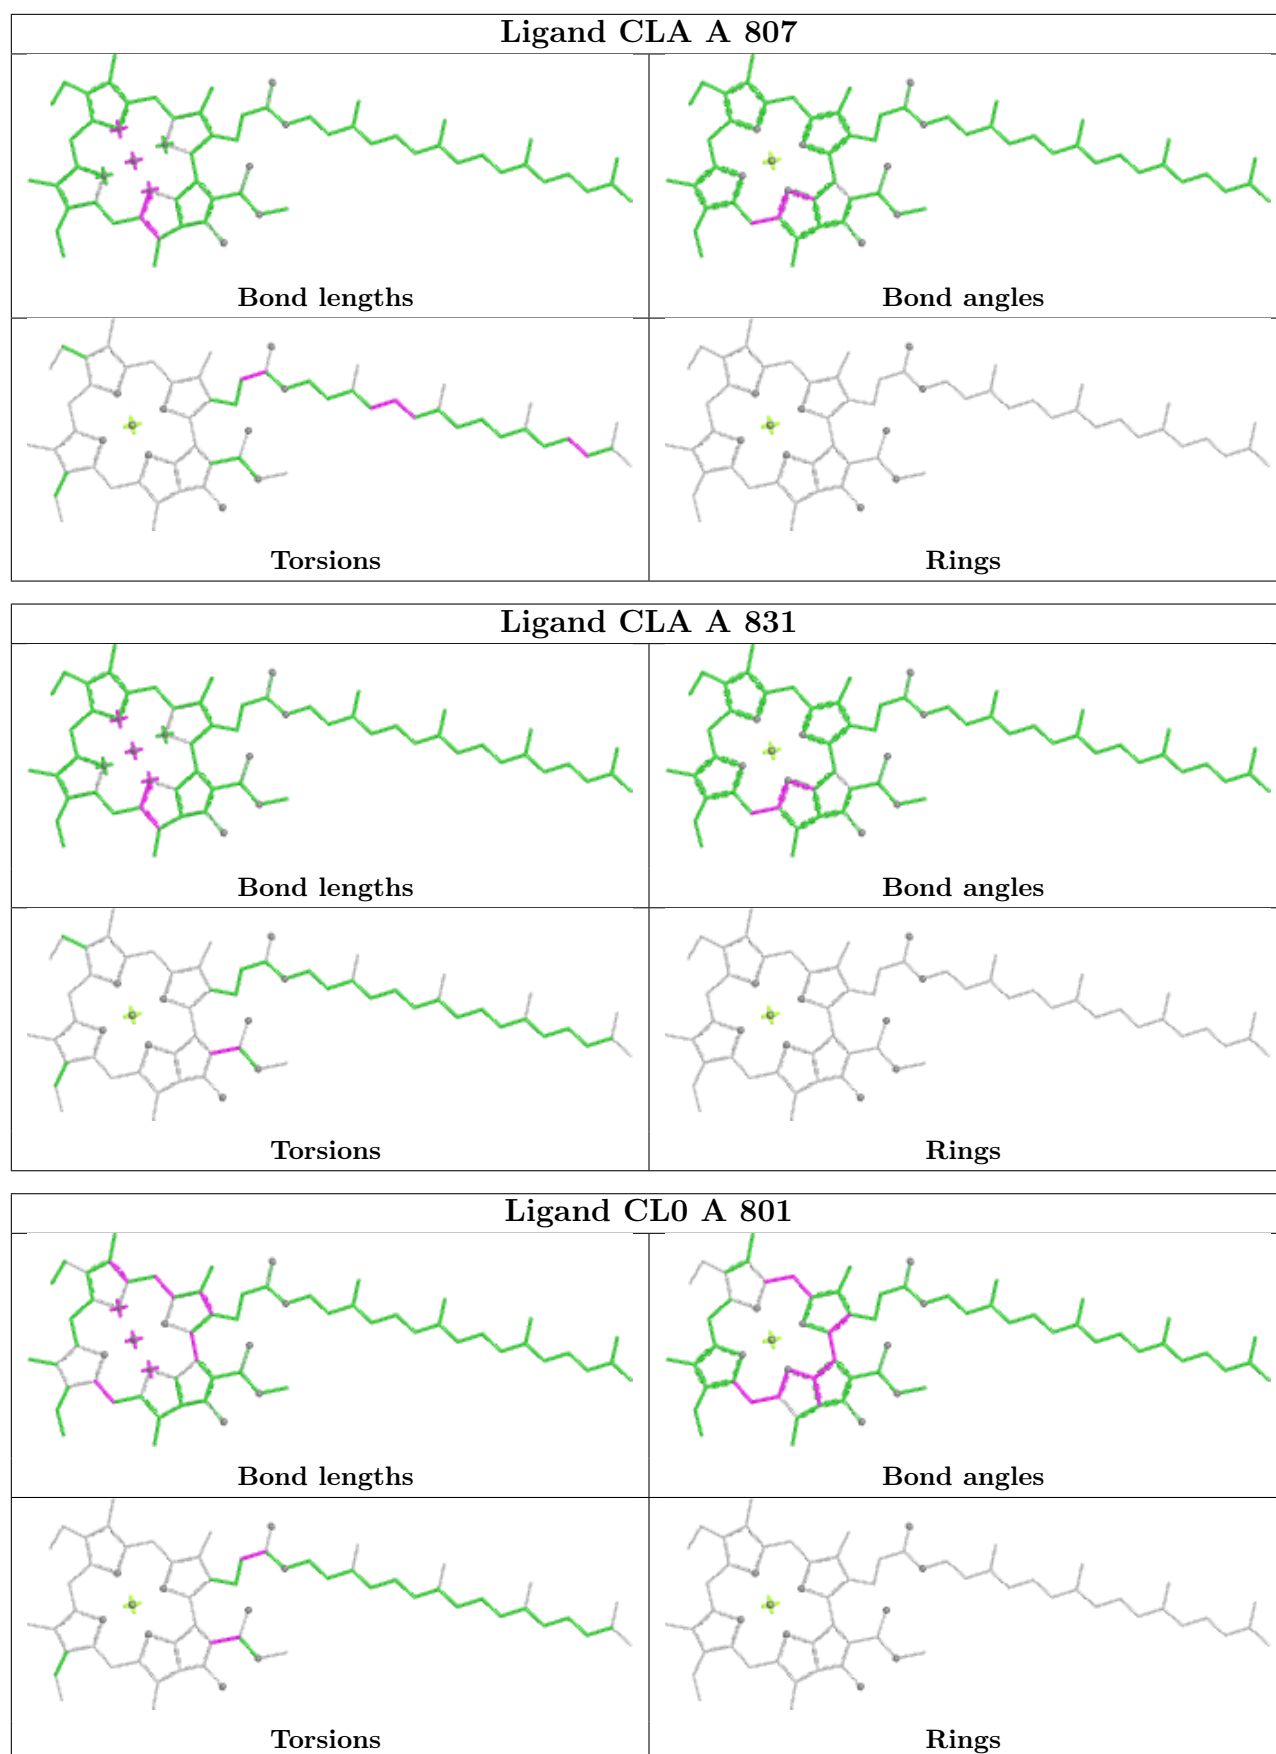 Ligand CLA A 807
Bond lengths
Bond angles
Torsions
Rings
Ligand CLA A 831
Bond lengths
Bond angles
Torsions
Rings
Ligand CL0 A 801
Bond lengths
Bond angles
Torsions
Rings